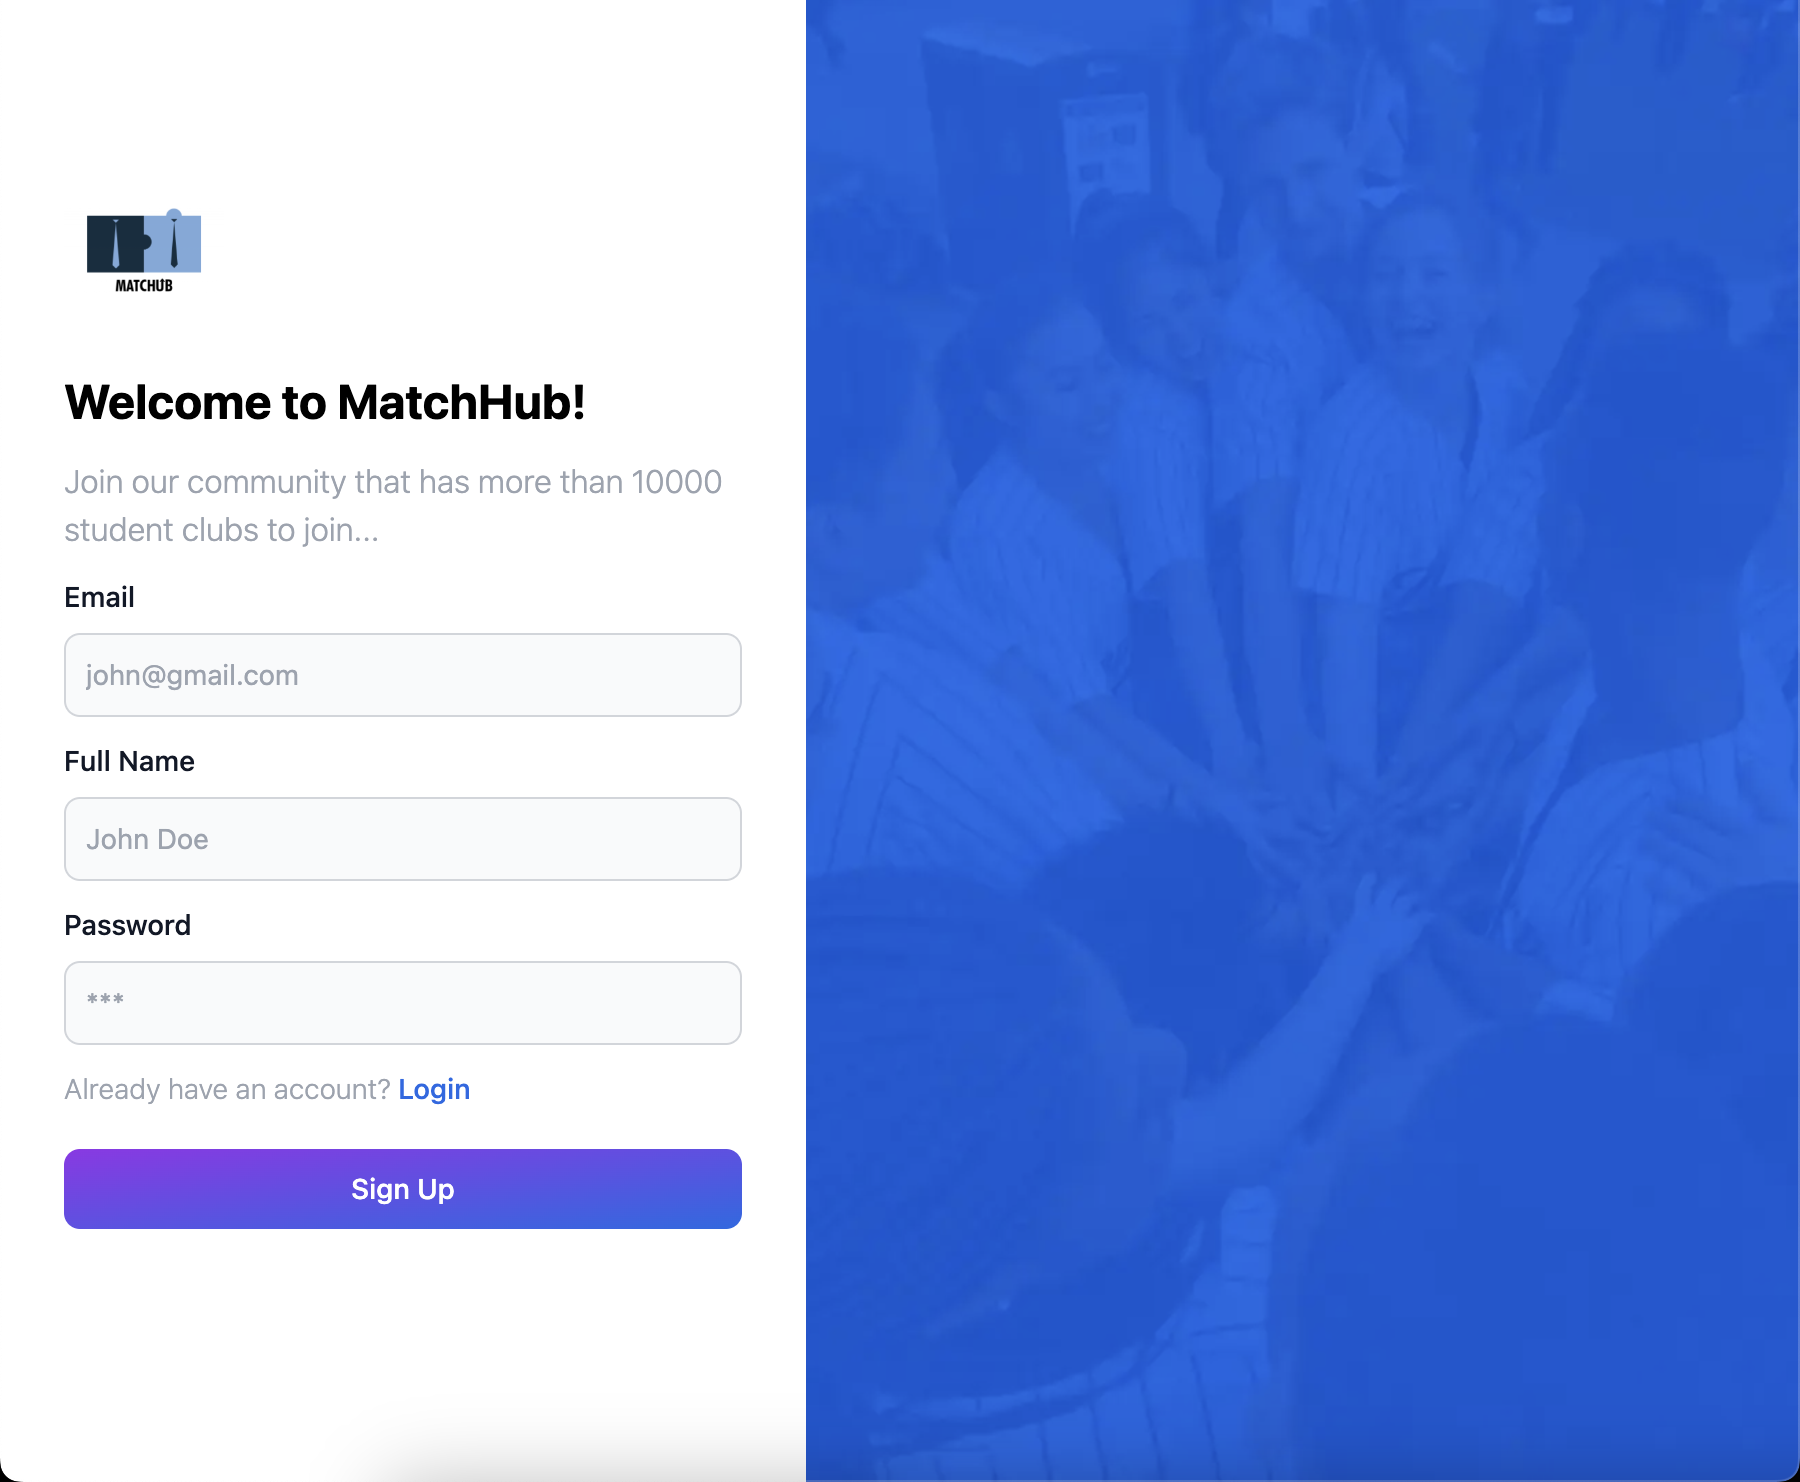 MATCHUB
Welcome to MatchHub!
Join our community that has more than 10000
student clubs to join...
Email
john@gmail.com
Full Name
John Doe
Password
***
Already have an account? Login
Sign Up